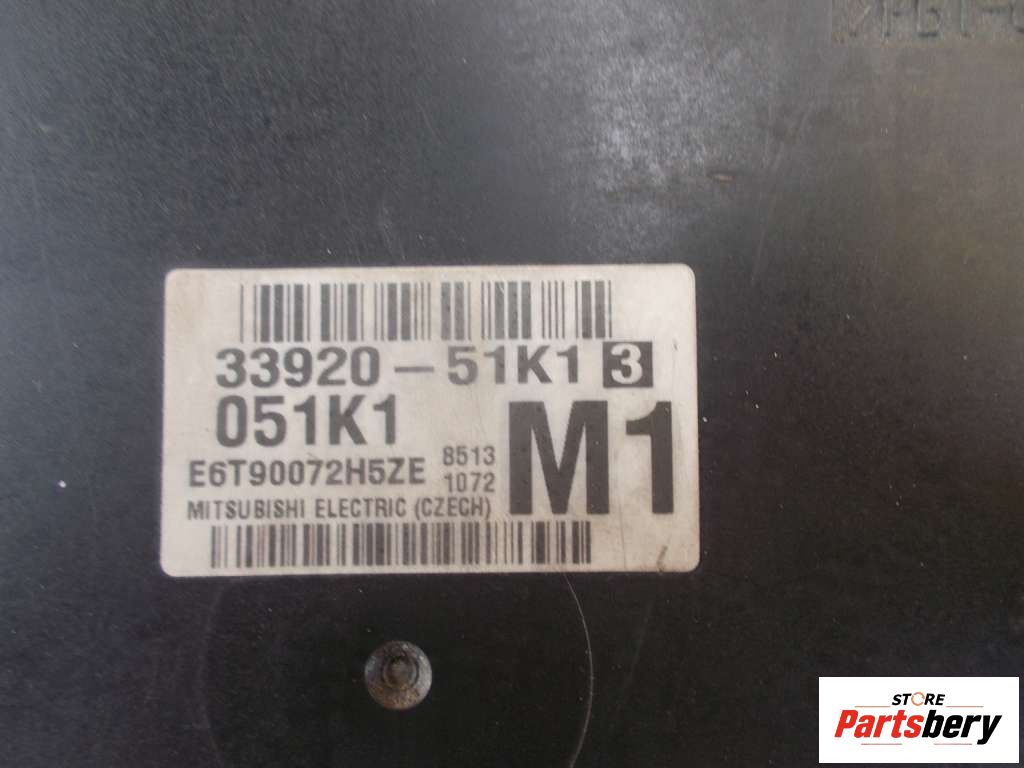 33920-51K1 3
051K1
E6T90072H5ZE 8513
1072
MITSUBISHI ELECTRIC (CZECH)
M1
STORE
Partsbery